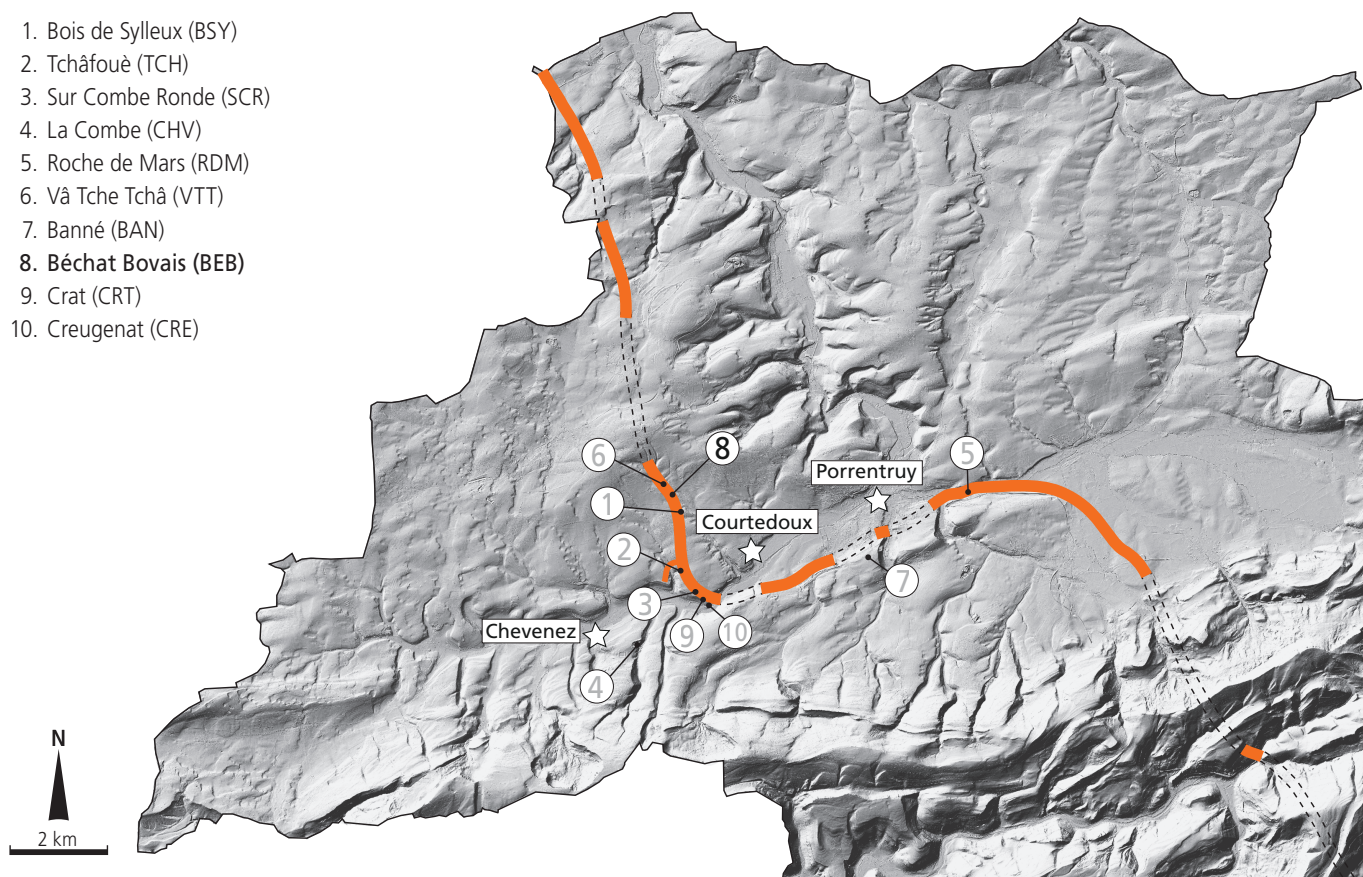 1. Bois de Sylleux (BSY)
2. Tchâfouè (TCH)
3. Sur Combe Ronde (SCR)
4. La Combe (CHV)
5. Roche de Mars (RDM)
6. Vâ Tche Tchâ (VTT)
7. Banné (BAN)
8. Béchat Bovais (BEB)
9. Crat (CRT)
10. Creugenat (CRE)
6
8
5
Porrentruy
1
Courtedoux
2
7
3
9
10
Chevenez
4
N
2 km